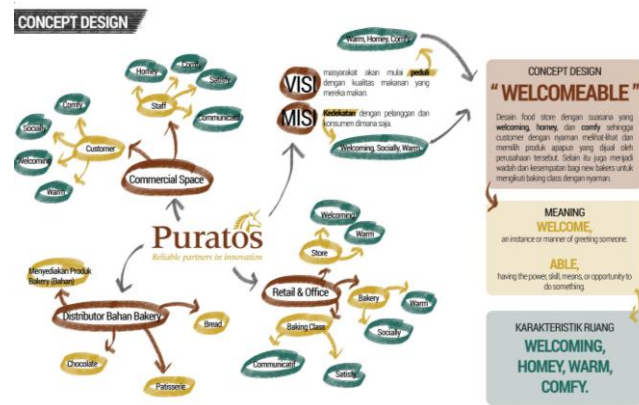 CONCEPT DESIGN
Homey
Comfy
Satisfy
Communicatif
Staff
Comfy
Socially
Welcoming
Warm
Customer
Commercial Space
Warm, Homey, Comfy
VISI
masyarakat akan mulai peduli
dengan kualitas makanan yang
mereka makan.
MISI
Kedekatan dengan pelanggan dan
konsumen dimana saja.
Welcoming, Socially, Warm
Puratos
Reliable partners in innovation
Menyediakan Produk
Bakery (Bahan)
Distributor Bahan Bakery
Bread
Chocolate
Patisserie
Welcoming
Warm
Store
Retail & Office
Bakery
Warm
Socially
Baking Class
Communicatif
Satisfy
CONCEPT DESIGN
“ WELCOMEABLE ”
Desain food store dengan suasana yang
welcoming, homey, dan comfy sehingga
customer dengan nyaman melihat-lihat dan
memilih produk apapun yang dijual oleh
perusahaan tersebut. Selain itu juga menjadi
wadah dan kesempatan bagi new bakers untuk
mengikuti baking class dengan nyaman.
MEANING
WELCOME,
an instance or manner of greeting someone.
ABLE,
having the power, skill, means, or opportunity to
do something.
KARAKTERISTIK RUANG
WELCOMING,
HOMEY, WARM,
COMFY.